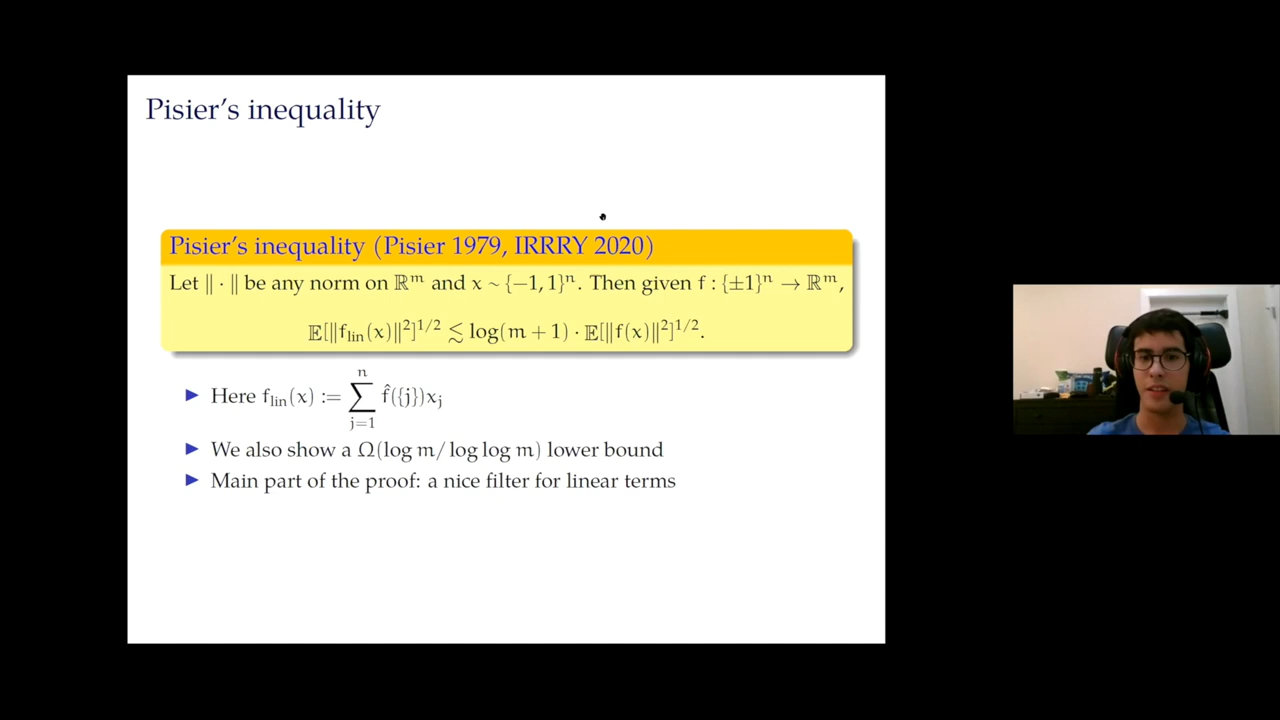 Pisier's inequality
Pisier's inequality (Pisier 1979, IRRRY 2020)
Let ‖ · ‖ be any norm on ℝᵐ and x ~ {−1, 1}ⁿ. Then given f : {±1}ⁿ → ℝᵐ,
𝔼[‖f_lin(x)‖²]^{1/2} ≲ log(m + 1) · 𝔼[‖f(x)‖²]^{1/2}.
▶ Here f_lin(x) := ∑_{j=1}^{n} f̂({j})x_j
▶ We also show a Ω(log m/ log log m) lower bound
▶ Main part of the proof: a nice filter for linear terms